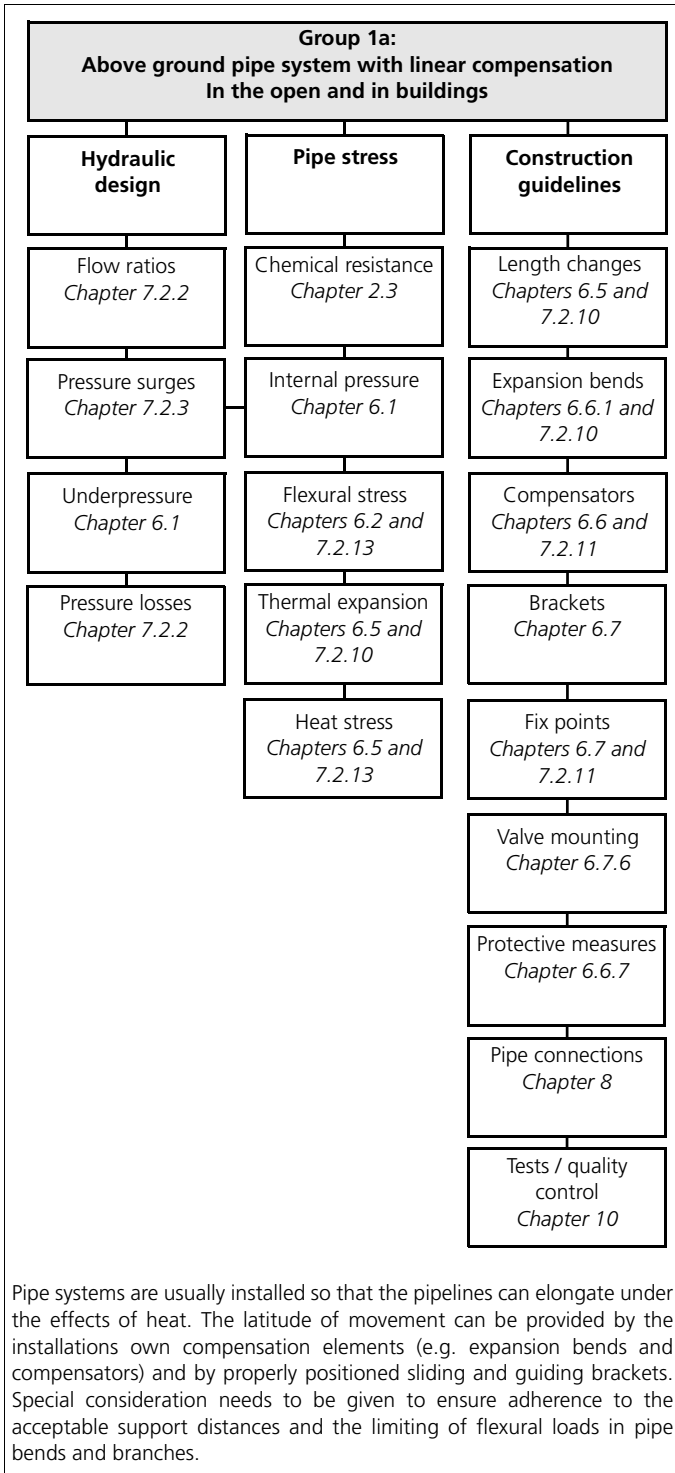 Group 1a:
Above ground pipe system with linear compensation
In the open and in buildings
Hydraulic
design
Flow ratios
Chapter 7.2.2
Pressure surges
Chapter 7.2.3
Underpressure
Chapter 6.1
Pressure losses
Chapter 7.2.2
Pipe stress
Chemical resistance
Chapter 2.3
Internal pressure
Chapter 6.1
Flexural stress
Chapters 6.2 and
7.2.13
Thermal expansion
Chapters 6.5 and
7.2.10
Heat stress
Chapters 6.5 and
7.2.13
Construction
guidelines
Length changes
Chapters 6.5 and
7.2.10
Expansion bends
Chapters 6.6.1 and
7.2.10
Compensators
Chapters 6.6 and
7.2.11
Brackets
Chapter 6.7
Fix points
Chapters 6.7 and
7.2.11
Valve mounting
Chapter 6.7.6
Protective measures
Chapter 6.6.7
Pipe connections
Chapter 8
Tests / quality
control
Chapter 10
Pipe systems are usually installed so that the pipelines can elongate under
the effects of heat. The latitude of movement can be provided by the
installations own compensation elements (e.g. expansion bends and
compensators) and by properly positioned sliding and guiding brackets.
Special consideration needs to be given to ensure adherence to the
acceptable support distances and the limiting of flexural loads in pipe
bends and branches.